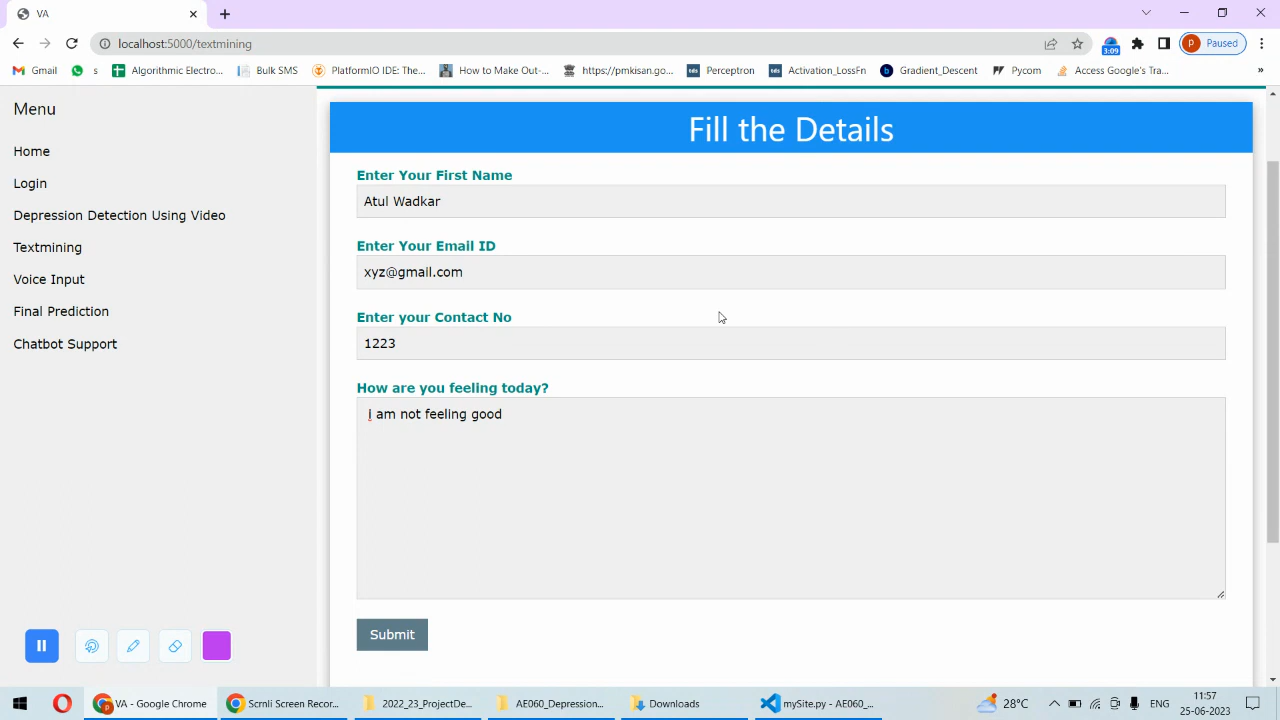 VA
localhost:5000/textmining
3:09
P
Paused
Gmail
s
Algorithmic Electro...
Bulk SMS
PlatformIO IDE: The...
How to Make Out-...
https://pmkisan.go...
tds
Perceptron
tds
Activation_LossFn
b
Gradient_Descent
Pycom
Access Google's Tra...
»
Menu
Home
Login
Depression Detection Using Video
Textmining
Voice Input
Final Prediction
Chatbot Support
Fill the Details
Enter Your First Name
Atul Wadkar
Enter Your Email ID
xyz@gmail.com
Enter your Contact No
1223
How are you feeling today?
i am not feeling good
Submit
VA - Google Chrome
Scrnli Screen Recor...
2022_23_ProjectDe...
AE060_Depression...
Downloads
mySite.py - AE060_...
28°C
ENG
11:57
25-06-2023